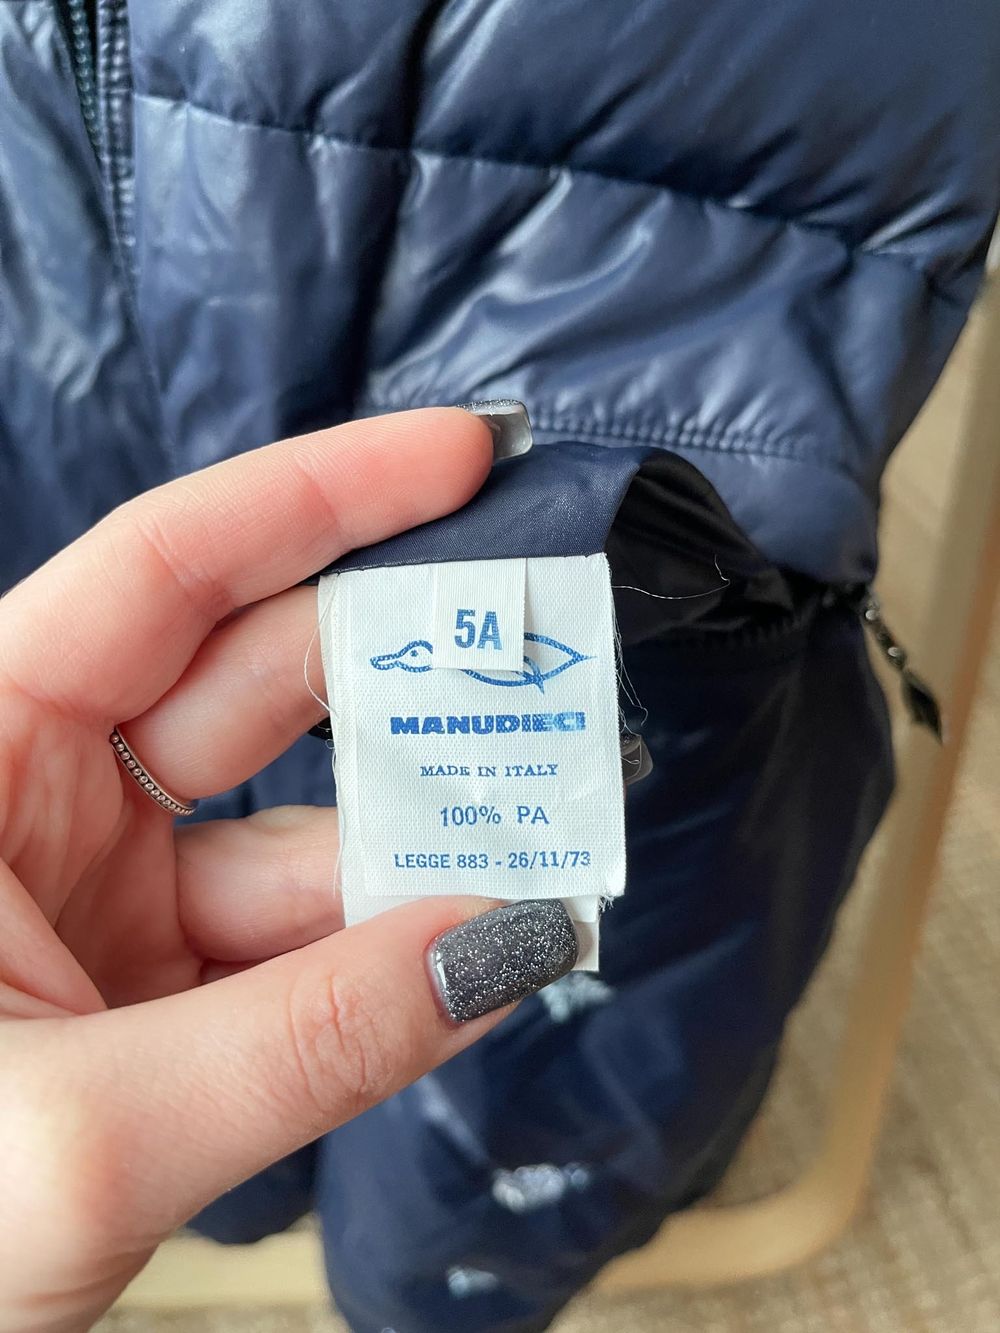 5A
MANUDIECI
MADE IN ITALY
100% PA
LEGGE 883 - 26/11/73